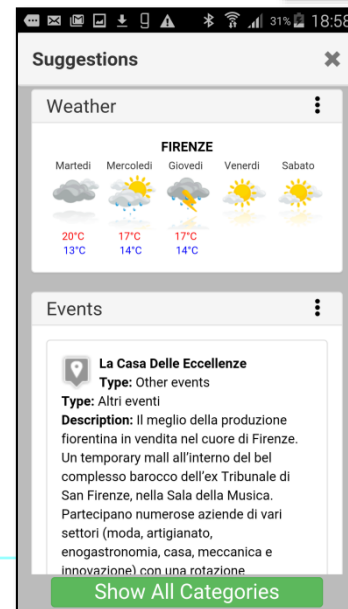 31% 18:58
Suggestions
Weather
FIRENZE
Martedì Mercoledì Giovedì Venerdì Sabato
20°C 17°C 17°C
13°C 14°C 14°C
Events
La Casa Delle Eccellenze
Type: Other events
Type: Altri eventi
Description: Il meglio della produzione
fiorentina in vendita nel cuore di Firenze.
Un temporary mall all'interno del bel
complesso barocco dell'ex Tribunale di
San Firenze, nella Sala della Musica.
Partecipano numerose aziende di vari
settori (moda, artigianato,
enogastronomia, casa, meccanica e
innovazione) con una rotazione
Show All Categories